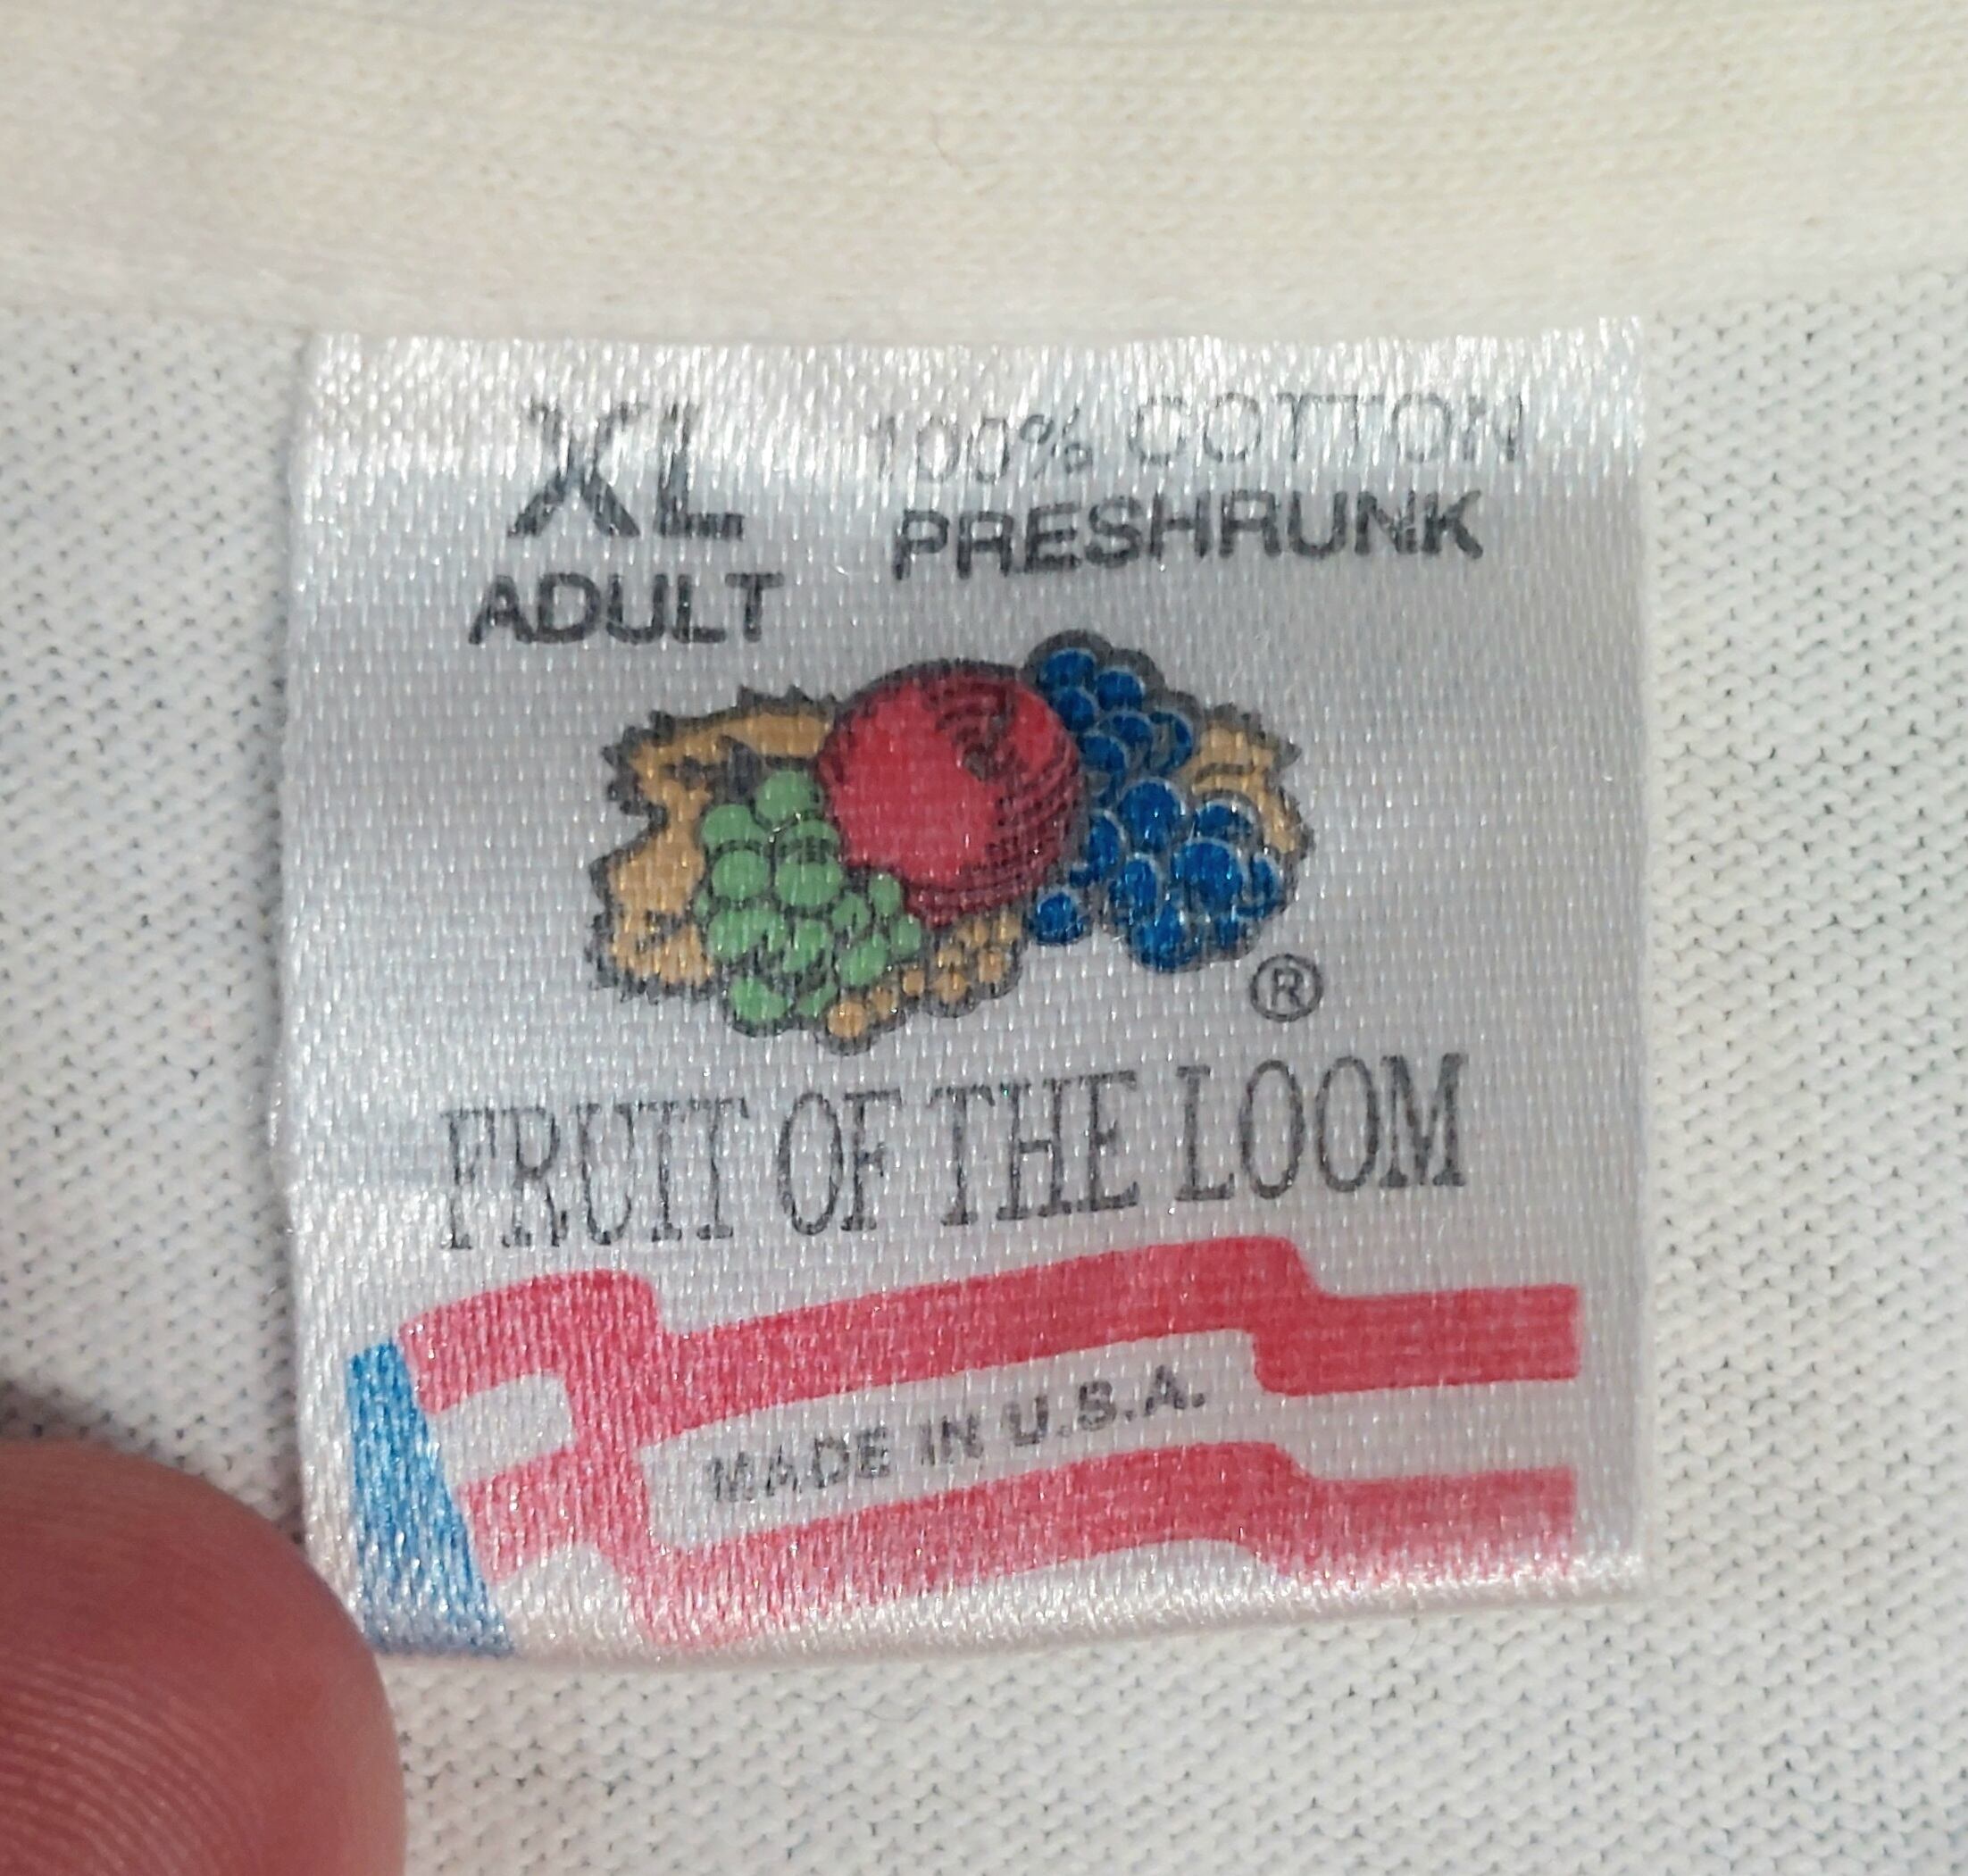 XL
ADULT
100% COTTON
PRESHRUNK
®
FRUIT OF THE LOOM
MADE IN U.S.A.